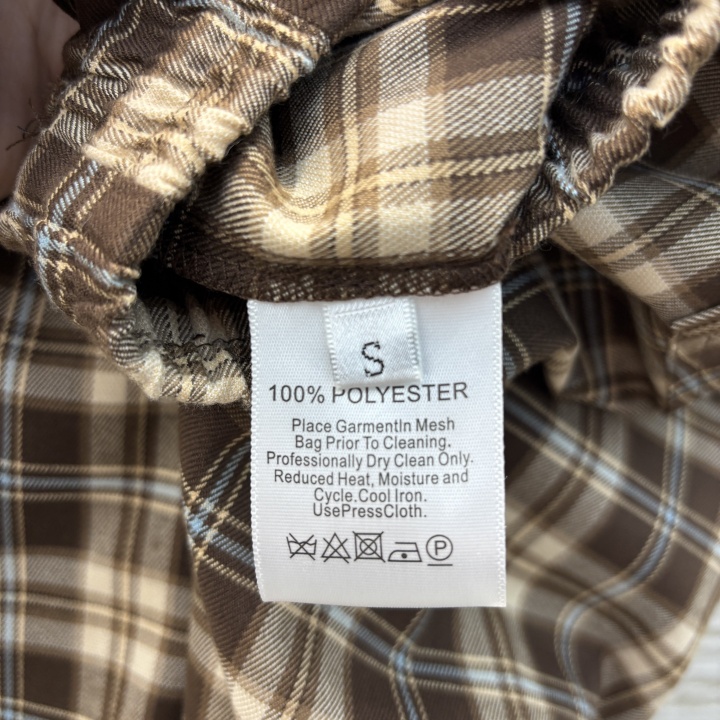 S
100% POLYESTER
Place GarmentIn Mesh
Bag Prior To Cleaning.
Professionally Dry Clean Only.
Reduced Heat, Moisture and
Cycle.Cool Iron.
UsePressCloth.
P